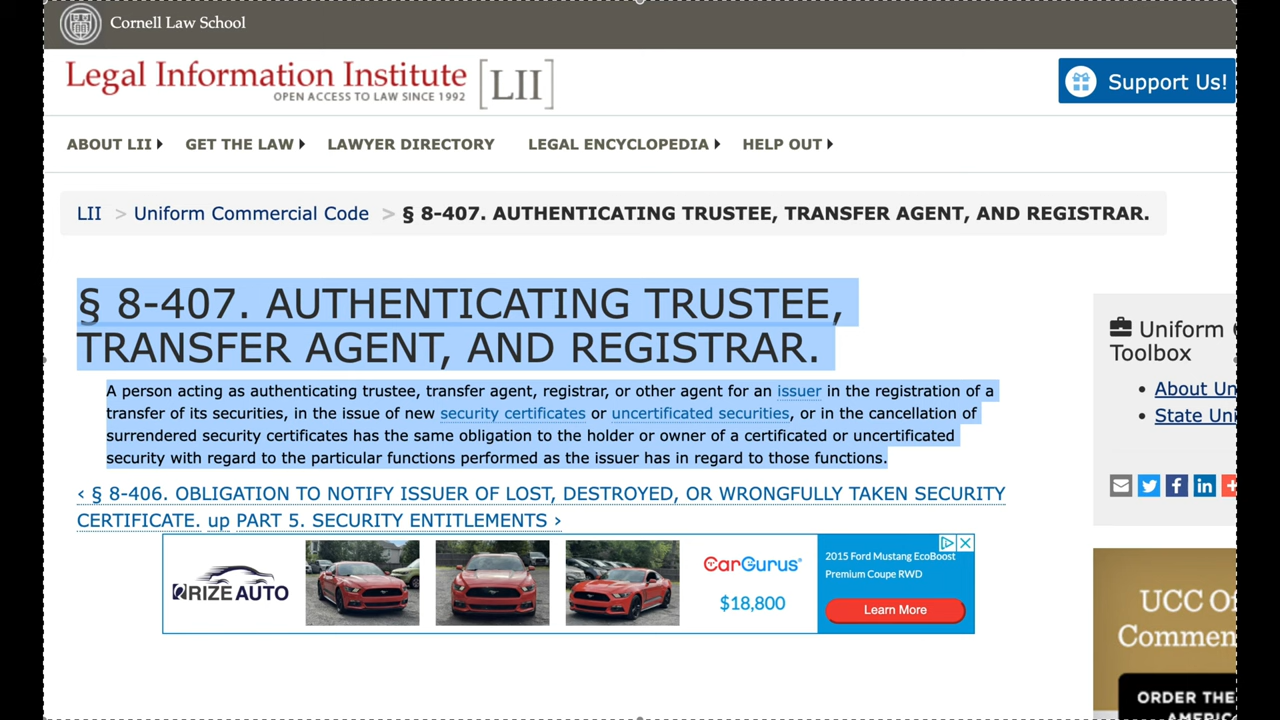 Cornell Law School
Legal Information Institute [LII]
OPEN ACCESS TO LAW SINCE 1992
Support Us!
ABOUT LII GET THE LAW LAWYER DIRECTORY LEGAL ENCYCLOPEDIA HELP OUT
LII > Uniform Commercial Code > § 8-407. AUTHENTICATING TRUSTEE, TRANSFER AGENT, AND REGISTRAR.
§ 8-407. AUTHENTICATING TRUSTEE,
TRANSFER AGENT, AND REGISTRAR.
A person acting as authenticating trustee, transfer agent, registrar, or other agent for an issuer in the registration of a
transfer of its securities, in the issue of new security certificates or uncertificated securities, or in the cancellation of
surrendered security certificates has the same obligation to the holder or owner of a certificated or uncertificated
security with regard to the particular functions performed as the issuer has in regard to those functions.
‹ § 8-406. OBLIGATION TO NOTIFY ISSUER OF LOST, DESTROYED, OR WRONGFULLY TAKEN SECURITY
CERTIFICATE. up PART 5. SECURITY ENTITLEMENTS ›
RIZE AUTO
CarGurus
$18,800
2015 Ford Mustang EcoBoost
Premium Coupe RWD
Learn More
Uniform
Toolbox
About
State
UCC
ORDER THE